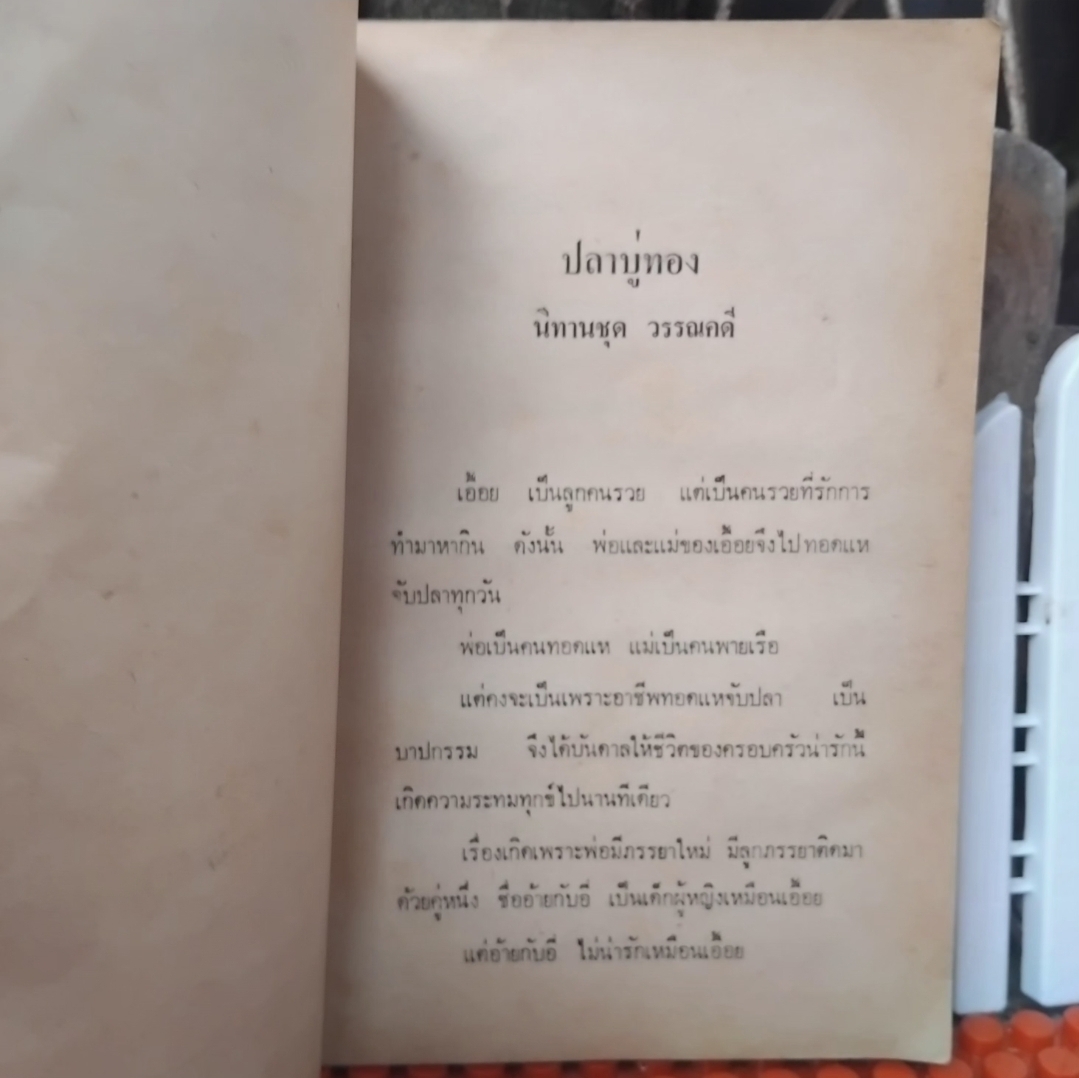 ปลาบู่ทอง
นิทานชุด วรรณคดี
เอื้อย เป็นลูกคนรวย แต่เป็นคนรวยที่รักการ
ทำมาหากิน ดังนั้น พ่อและแม่ของเอื้อยจึงไปทอดแห
จับปลาทุกวัน
พ่อเป็นคนทอดแห แม่เป็นคนพายเรือ
แต่คงจะเป็นเพราะอาชีพทอดแหจับปลา เป็น
บาปกรรม จึงได้บันดาลให้ชีวิตของครอบครัวน่ารักนี้
เกิดความระทมทุกข์ไปนานทีเดียว
เรื่องเกิดเพราะพ่อมีภรรยาใหม่ มีลูกภรรยาติดมา
ด้วยคู่หนึ่ง ชื่ออ้ายกับอี่ เป็นเด็กผู้หญิงเหมือนเอื้อย
แต่อ้ายกับอี่ ไม่น่ารักเหมือนเอื้อย